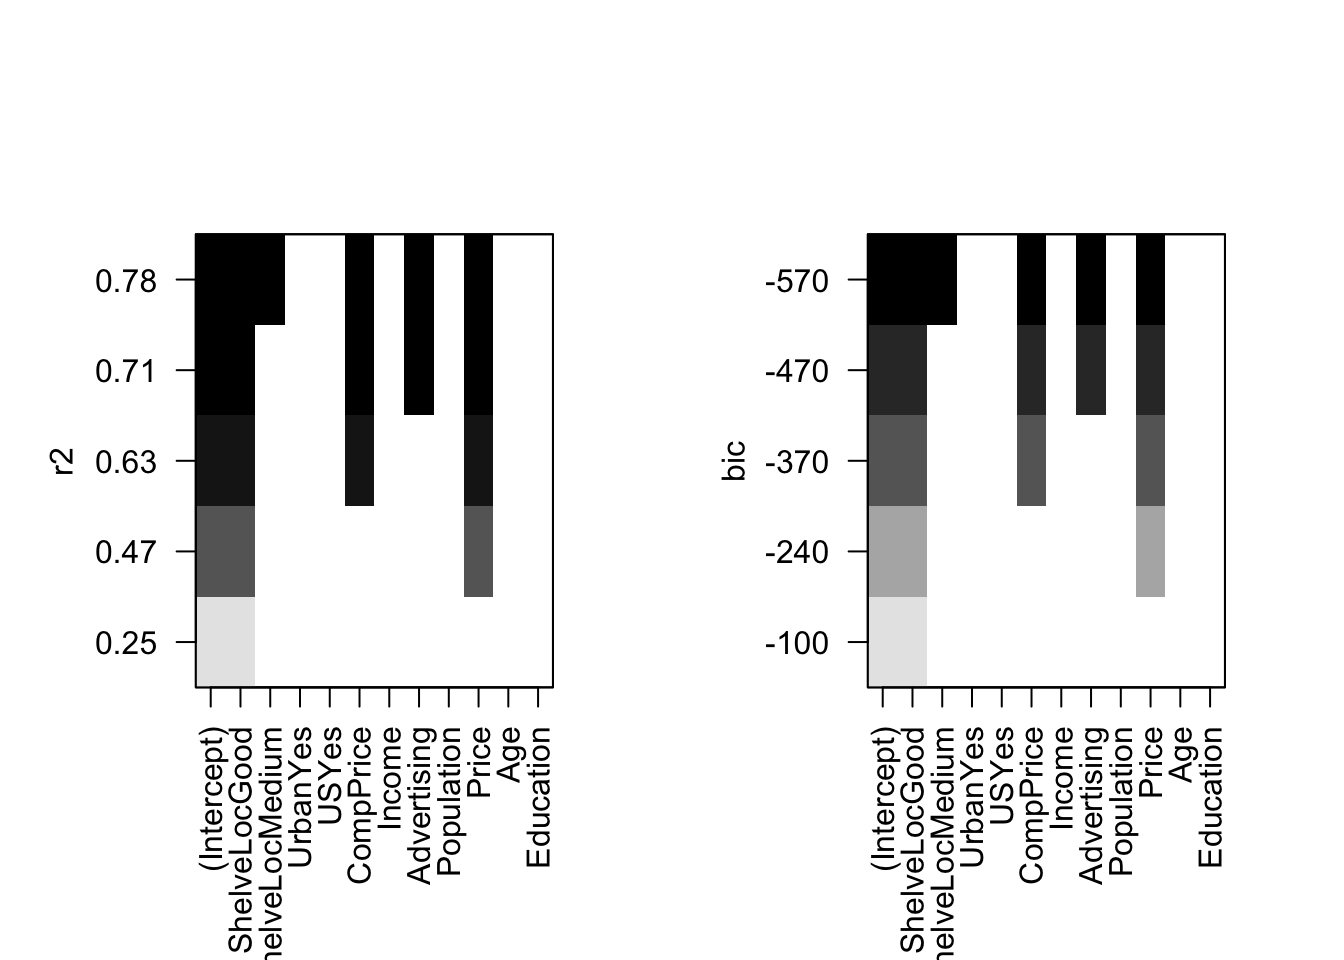 r2
0.78
0.71
0.63
0.47
0.25
(Intercept)
ShelveLocGood
helveLocMedium
UrbanYes
USYes
CompPrice
Income
Advertising
Population
Price
Age
Education
bic
-570
-470
-370
-240
-100
(Intercept)
ShelveLocGood
helveLocMedium
UrbanYes
USYes
CompPrice
Income
Advertising
Population
Price
Age
Education